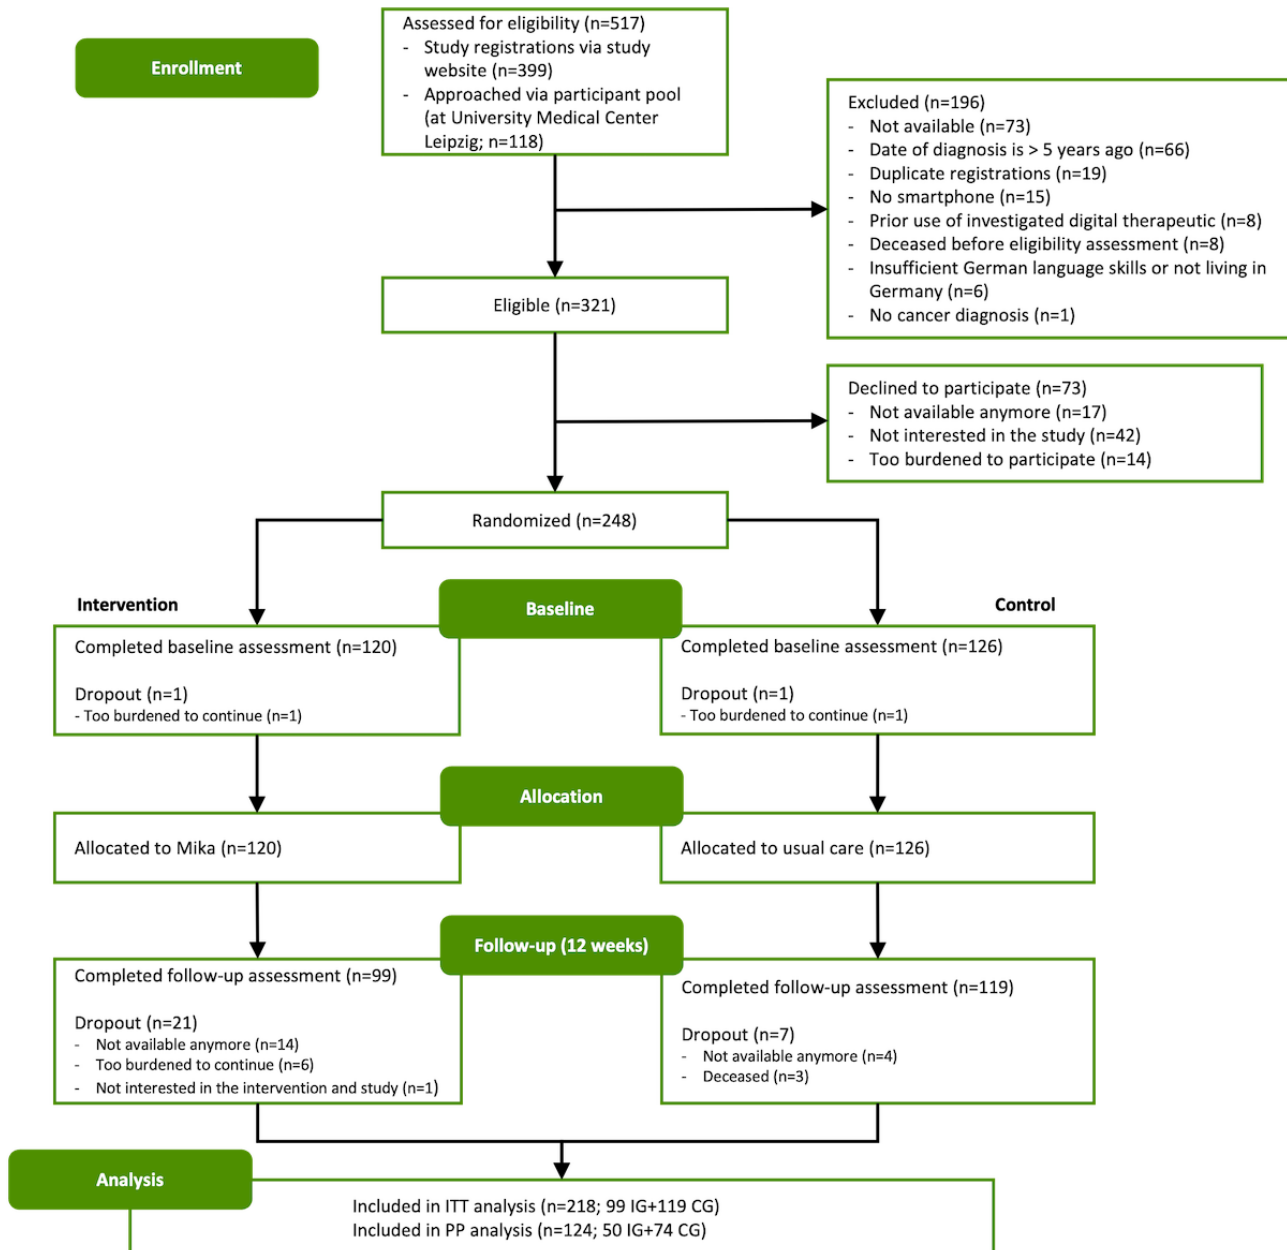 Enrollment
Assessed for eligibility (n=517)
- Study registrations via study
website (n=399)
- Approached via participant pool
(at University Medical Center
Leipzig; n=118)
Excluded (n=196)
- Not available (n=73)
- Date of diagnosis is > 5 years ago (n=66)
- Duplicate registrations (n=19)
- No smartphone (n=15)
- Prior use of investigated digital therapeutic (n=8)
- Deceased before eligibility assessment (n=8)
- Insufficient German language skills or not living in
Germany (n=6)
- No cancer diagnosis (n=1)
Eligible (n=321)
Declined to participate (n=73)
- Not available anymore (n=17)
- Not interested in the study (n=42)
- Too burdened to participate (n=14)
Randomized (n=248)
Intervention
Baseline
Control
Completed baseline assessment (n=120)
Dropout (n=1)
- Too burdened to continue (n=1)
Completed baseline assessment (n=126)
Dropout (n=1)
- Too burdened to continue (n=1)
Allocation
Allocated to Mika (n=120)
Allocated to usual care (n=126)
Follow-up (12 weeks)
Completed follow-up assessment (n=99)
Dropout (n=21)
- Not available anymore (n=14)
- Too burdened to continue (n=6)
- Not interested in the intervention and study (n=1)
Completed follow-up assessment (n=119)
Dropout (n=7)
- Not available anymore (n=4)
- Deceased (n=3)
Analysis
Included in ITT analysis (n=218; 99 IG+119 CG)
Included in PP analysis (n=124; 50 IG+74 CG)